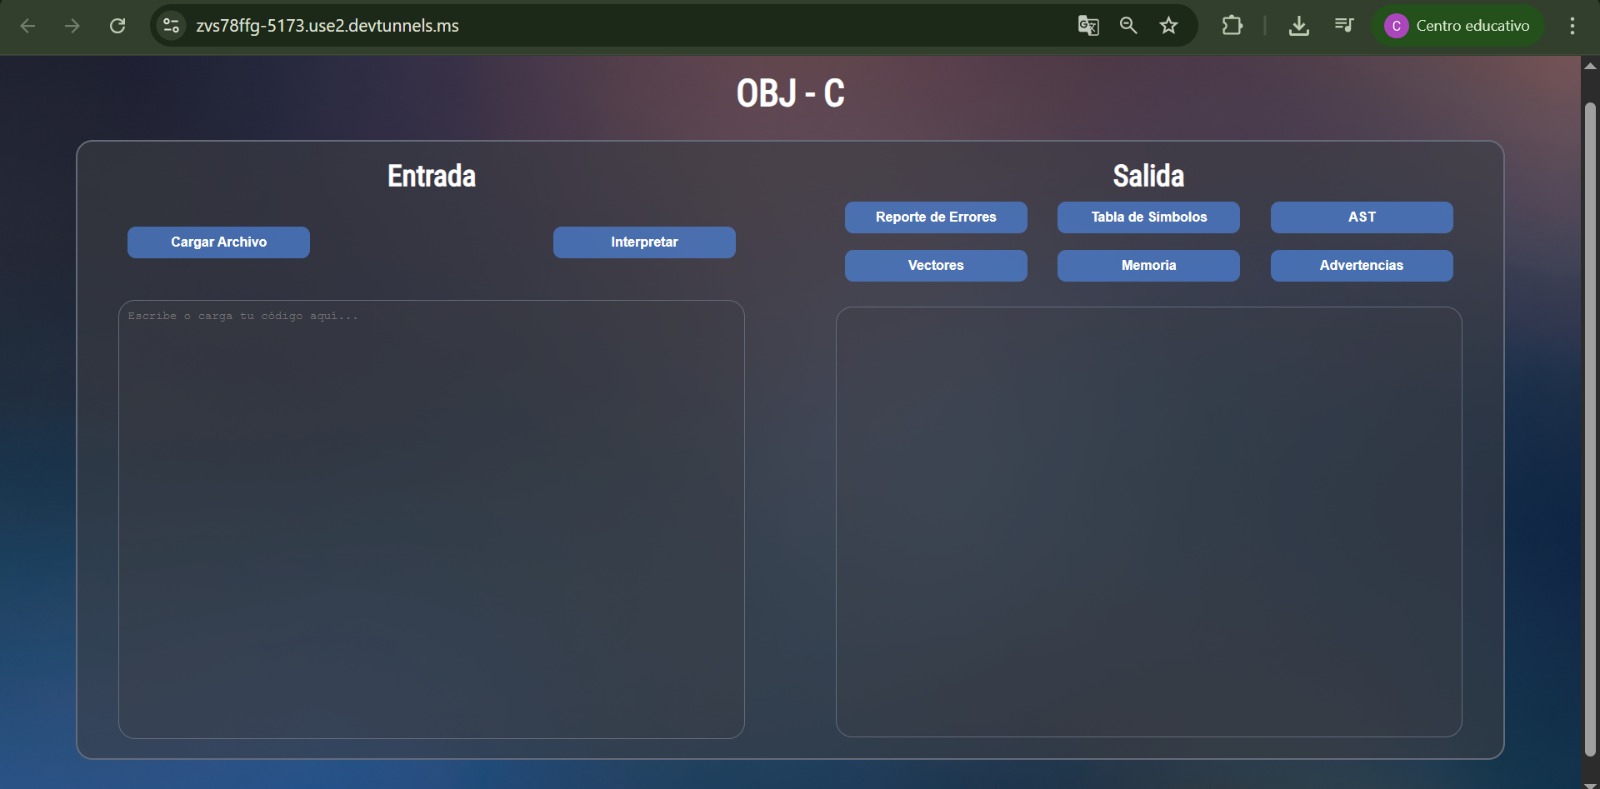 zvs78ffg-5173.use2.devtunnels.ms
C Centro educativo
OBJ - C
Entrada
Cargar Archivo
Interpretar
Escribe o carga tu código aquí...
Salida
Reporte de Errores
Tabla de Símbolos
AST
Vectores
Memoria
Advertencias